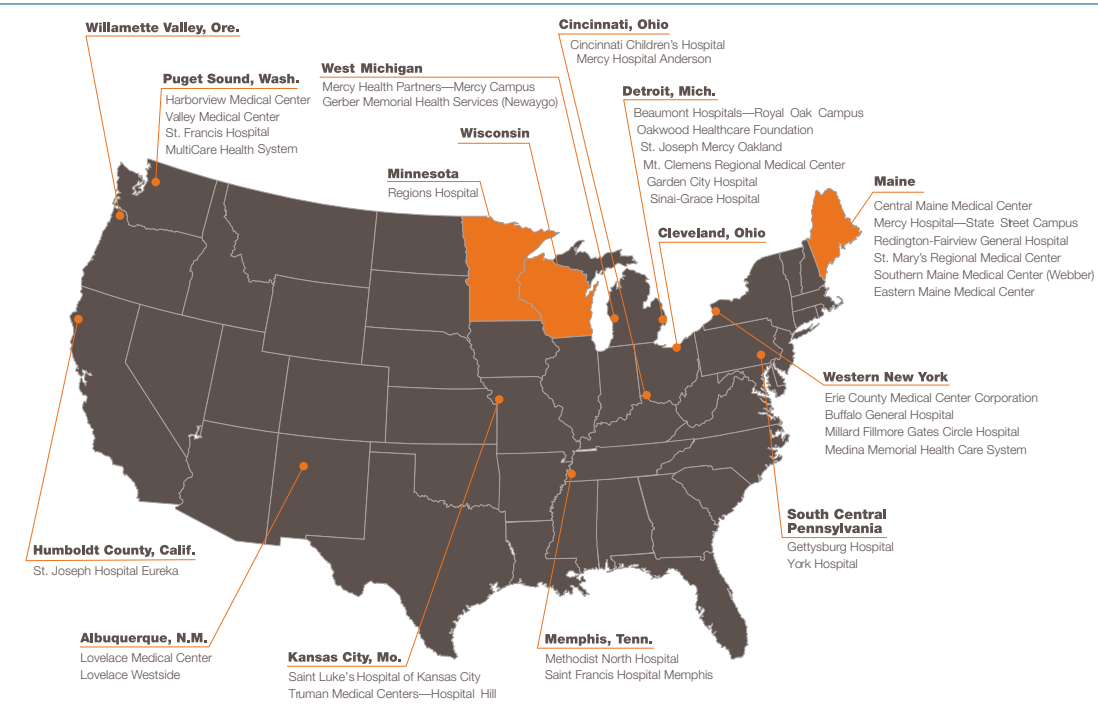 Willamette Valley, Ore.
Puget Sound, Wash.
Harborview Medical Center
Valley Medical Center
St. Francis Hospital
MultiCare Health System
West Michigan
Mercy Health Partners—Mercy Campus
Gerber Memorial Health Services (Newaygo)
Wisconsin
Minnesota
Regions Hospital
Cincinnati, Ohio
Cincinnati Children's Hospital
Mercy Hospital Anderson
Detroit, Mich.
Beaumont Hospitals—Royal Oak Campus
Oakwood Healthcare Foundation
St. Joseph Mercy Oakland
Mt. Clemens Regional Medical Center
Garden City Hospital
Sinai-Grace Hospital
Cleveland, Ohio
Maine
Central Maine Medical Center
Mercy Hospital—State Street Campus
Redington-Fairview General Hospital
St. Mary's Regional Medical Center
Southern Maine Medical Center (Webber)
Eastern Maine Medical Center
Western New York
Erie County Medical Center Corporation
Buffalo General Hospital
Millard Fillmore Gates Circle Hospital
Medina Memorial Health Care System
South Central
Pennsylvania
Gettysburg Hospital
York Hospital
Humboldt County, Calif.
St. Joseph Hospital Eureka
Albuquerque, N.M.
Lovelace Medical Center
Lovelace Westside
Kansas City, Mo.
Saint Luke's Hospital of Kansas City
Truman Medical Centers—Hospital Hill
Memphis, Tenn.
Methodist North Hospital
Saint Francis Hospital Memphis